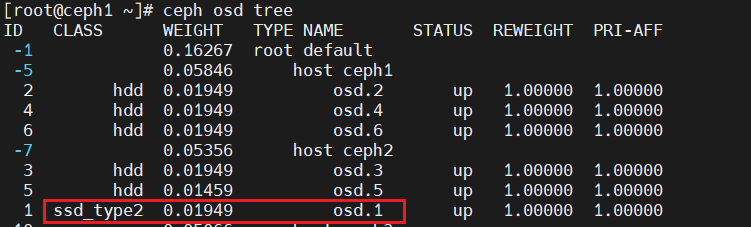 [root@ceph1 ~]# ceph osd tree
ID CLASS WEIGHT TYPE NAME STATUS REWEIGHT PRI-AFF
-1 0.16267 root default
-5 0.05846 host ceph1
2 hdd 0.01949 osd.2 up 1.00000 1.00000
4 hdd 0.01949 osd.4 up 1.00000 1.00000
6 hdd 0.01949 osd.6 up 1.00000 1.00000
-7 0.05356 host ceph2
3 hdd 0.01949 osd.3 up 1.00000 1.00000
5 hdd 0.01459 osd.5 up 1.00000 1.00000
1 ssd_type2 0.01949 osd.1 up 1.00000 1.00000